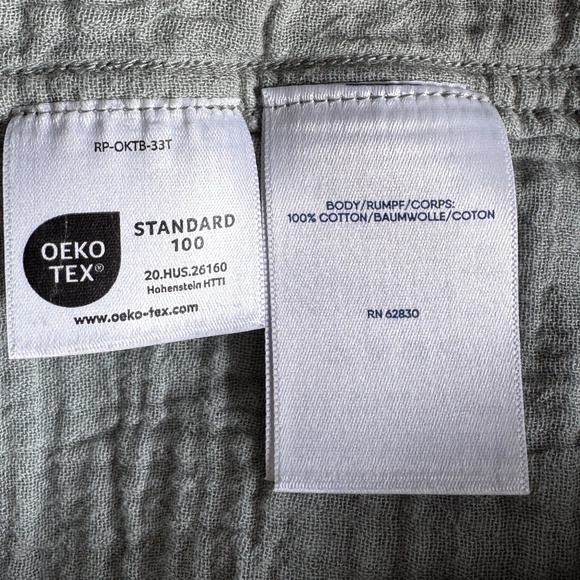 RP-OKTB-33T
OEKO
TEX®
STANDARD
100
20.HUS.26160
Hohenstein HTTI
www.oeko-tex.com
BODY/RUMPF/CORPS:
100% COTTON/BAUMWOLLE/COTON
RN 62830